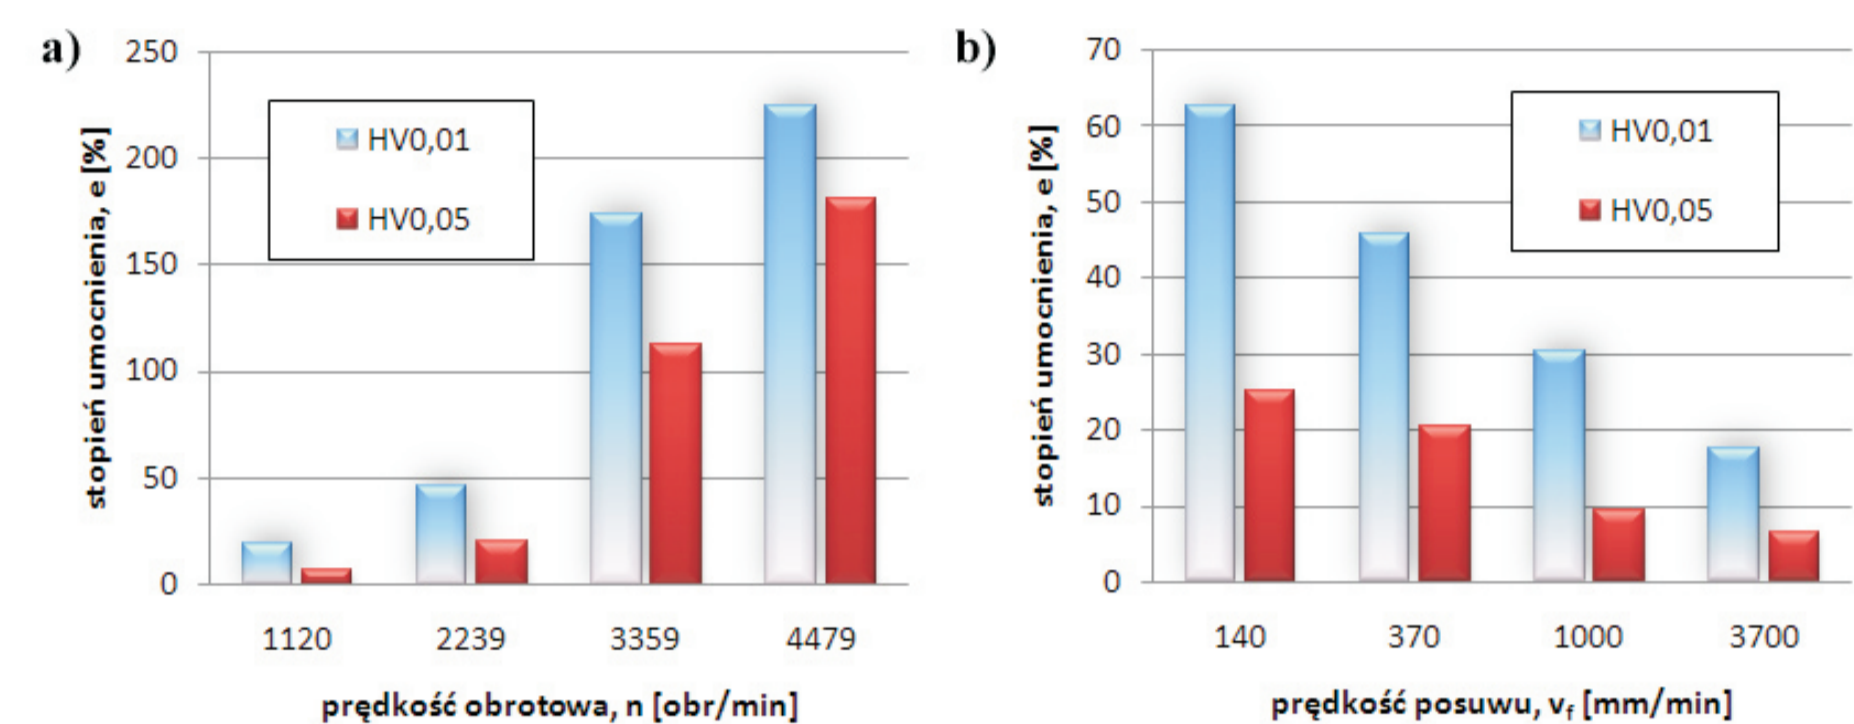 a)
stopień umocnienia, e [%]
250
200
150
100
50
0
HV0,01
HV0,05
1120 2239 3359 4479
prędkość obrotowa, n [obr/min]
b)
stopień umocnienia, e [%]
70
60
50
40
30
20
10
0
HV0,01
HV0,05
140 370 1000 3700
prędkość posuwu, vf [mm/min]